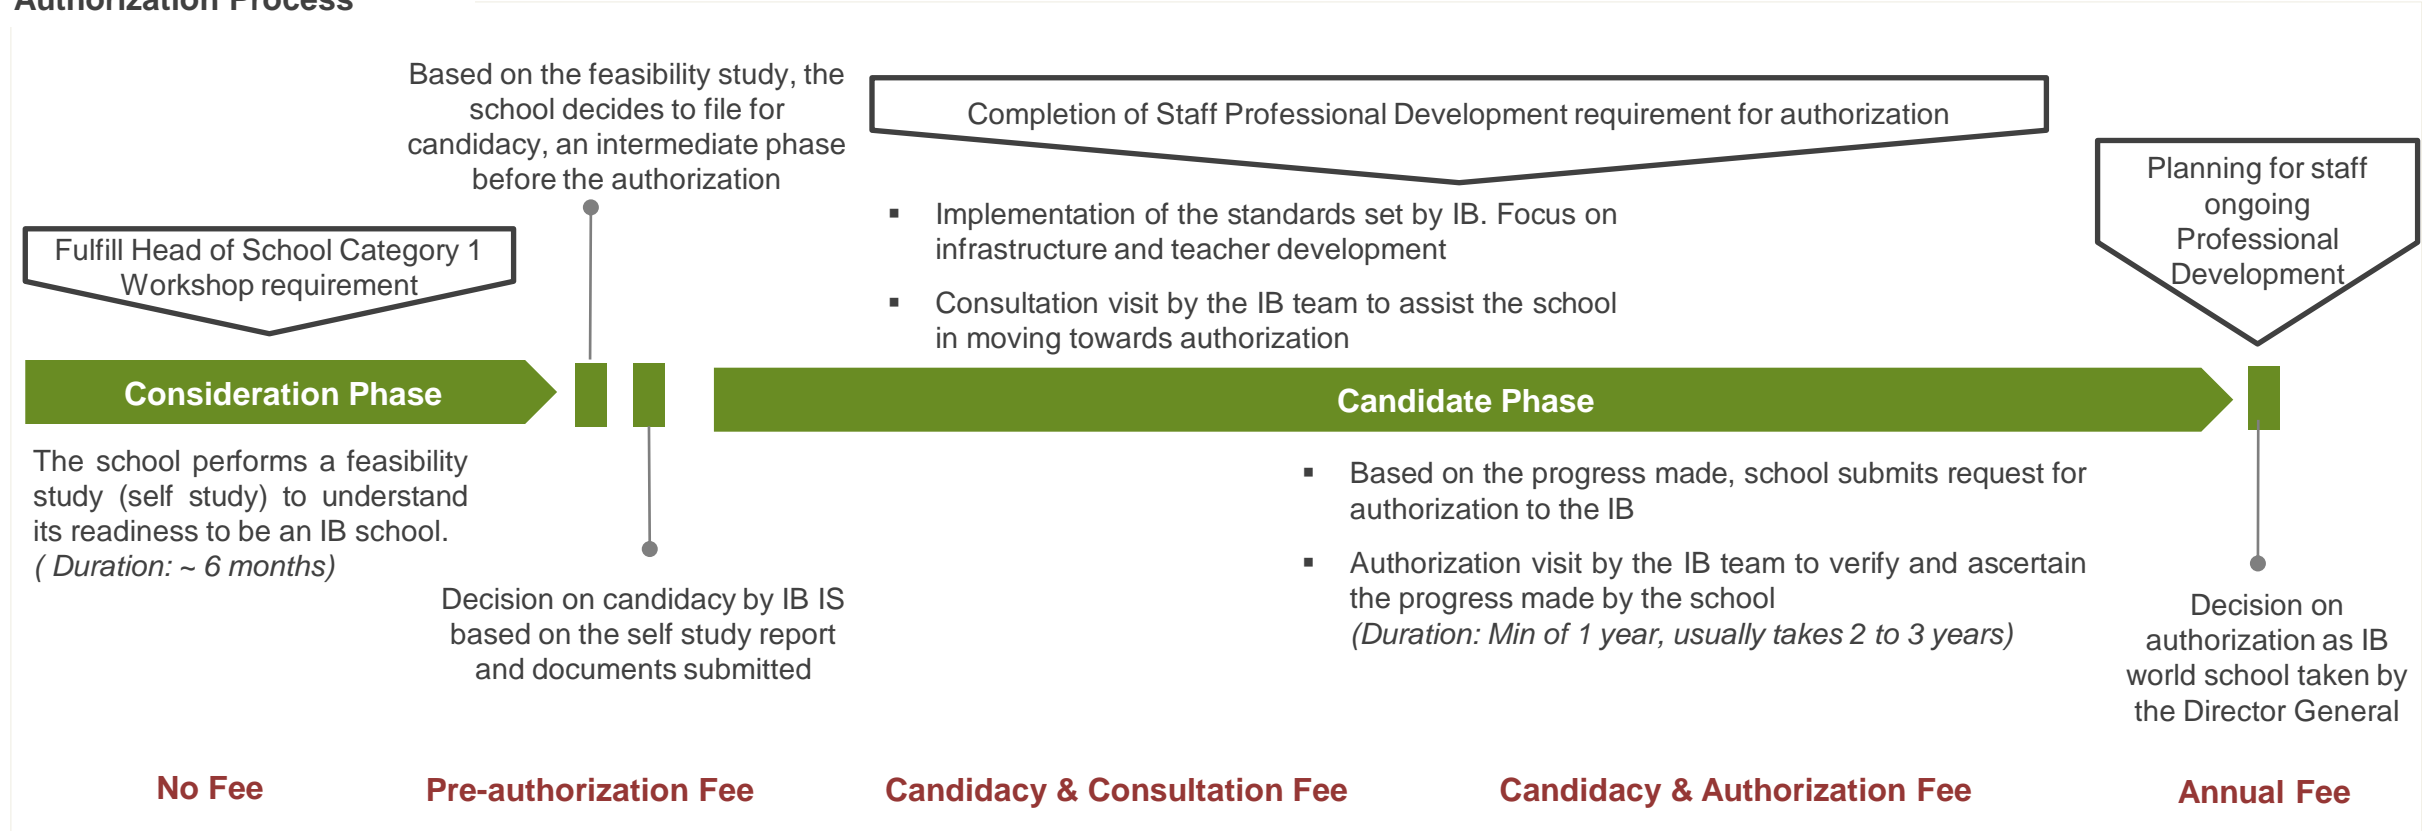 Authorization Process
Based on the feasibility study, the
school decides to file for
candidacy, an intermediate phase
before the authorization
Completion of Staff Professional Development requirement for authorization
Planning for staff
ongoing
Professional
Development
Fulfill Head of School Category 1
Workshop requirement
▪ Implementation of the standards set by IB. Focus on
infrastructure and teacher development
▪ Consultation visit by the IB team to assist the school
in moving towards authorization
Consideration Phase
Candidate Phase
The school performs a feasibility
study (self study) to understand
its readiness to be an IB school.
( Duration: ~ 6 months)
Decision on candidacy by IB IS
based on the self study report
and documents submitted
▪ Based on the progress made, school submits request for
authorization to the IB
▪ Authorization visit by the IB team to verify and ascertain
the progress made by the school
(Duration: Min of 1 year, usually takes 2 to 3 years)
Decision on
authorization as IB
world school taken by
the Director General
No Fee
Pre-authorization Fee
Candidacy & Consultation Fee
Candidacy & Authorization Fee
Annual Fee